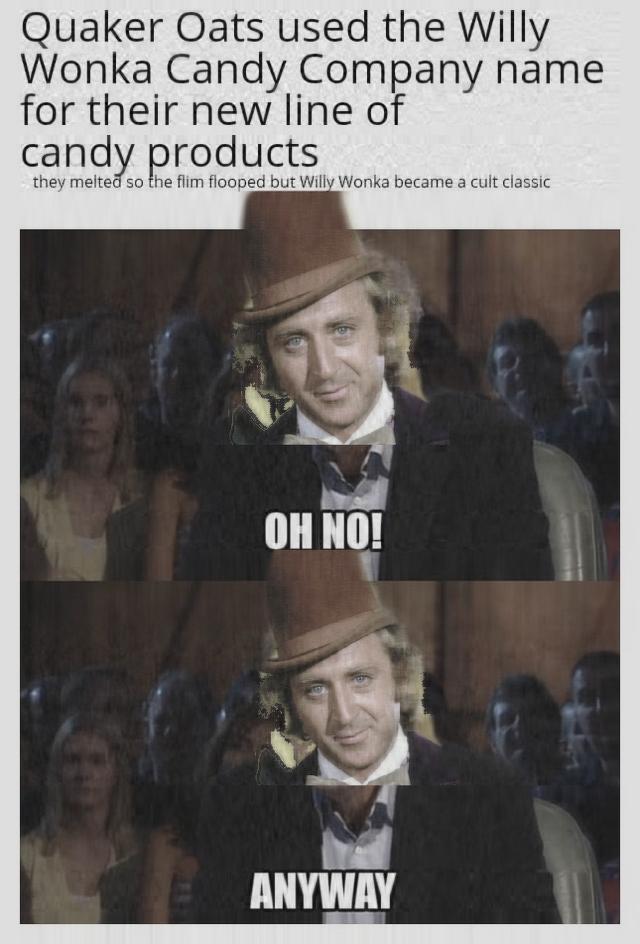 Quaker Oats used the Willy
Wonka Candy Company name
for their new line of
candy products
they melted so the flim flooped but Willy Wonka became a cult classic
OH NO!
ANYWAY